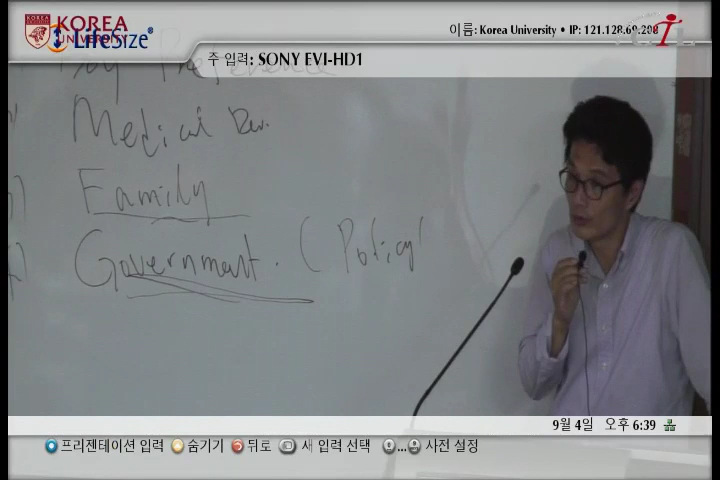 KOREA UNIVERSITY
LifeSize®
이름: Korea University • IP: 121.128.60.208
주 입력: SONY EVI-HD1
Medical
Family
Government. (Policy
9월 4일 오후 6:39
프리젠테이션 입력 숨기기 뒤로 새 입력 선택 ... 사전 설정